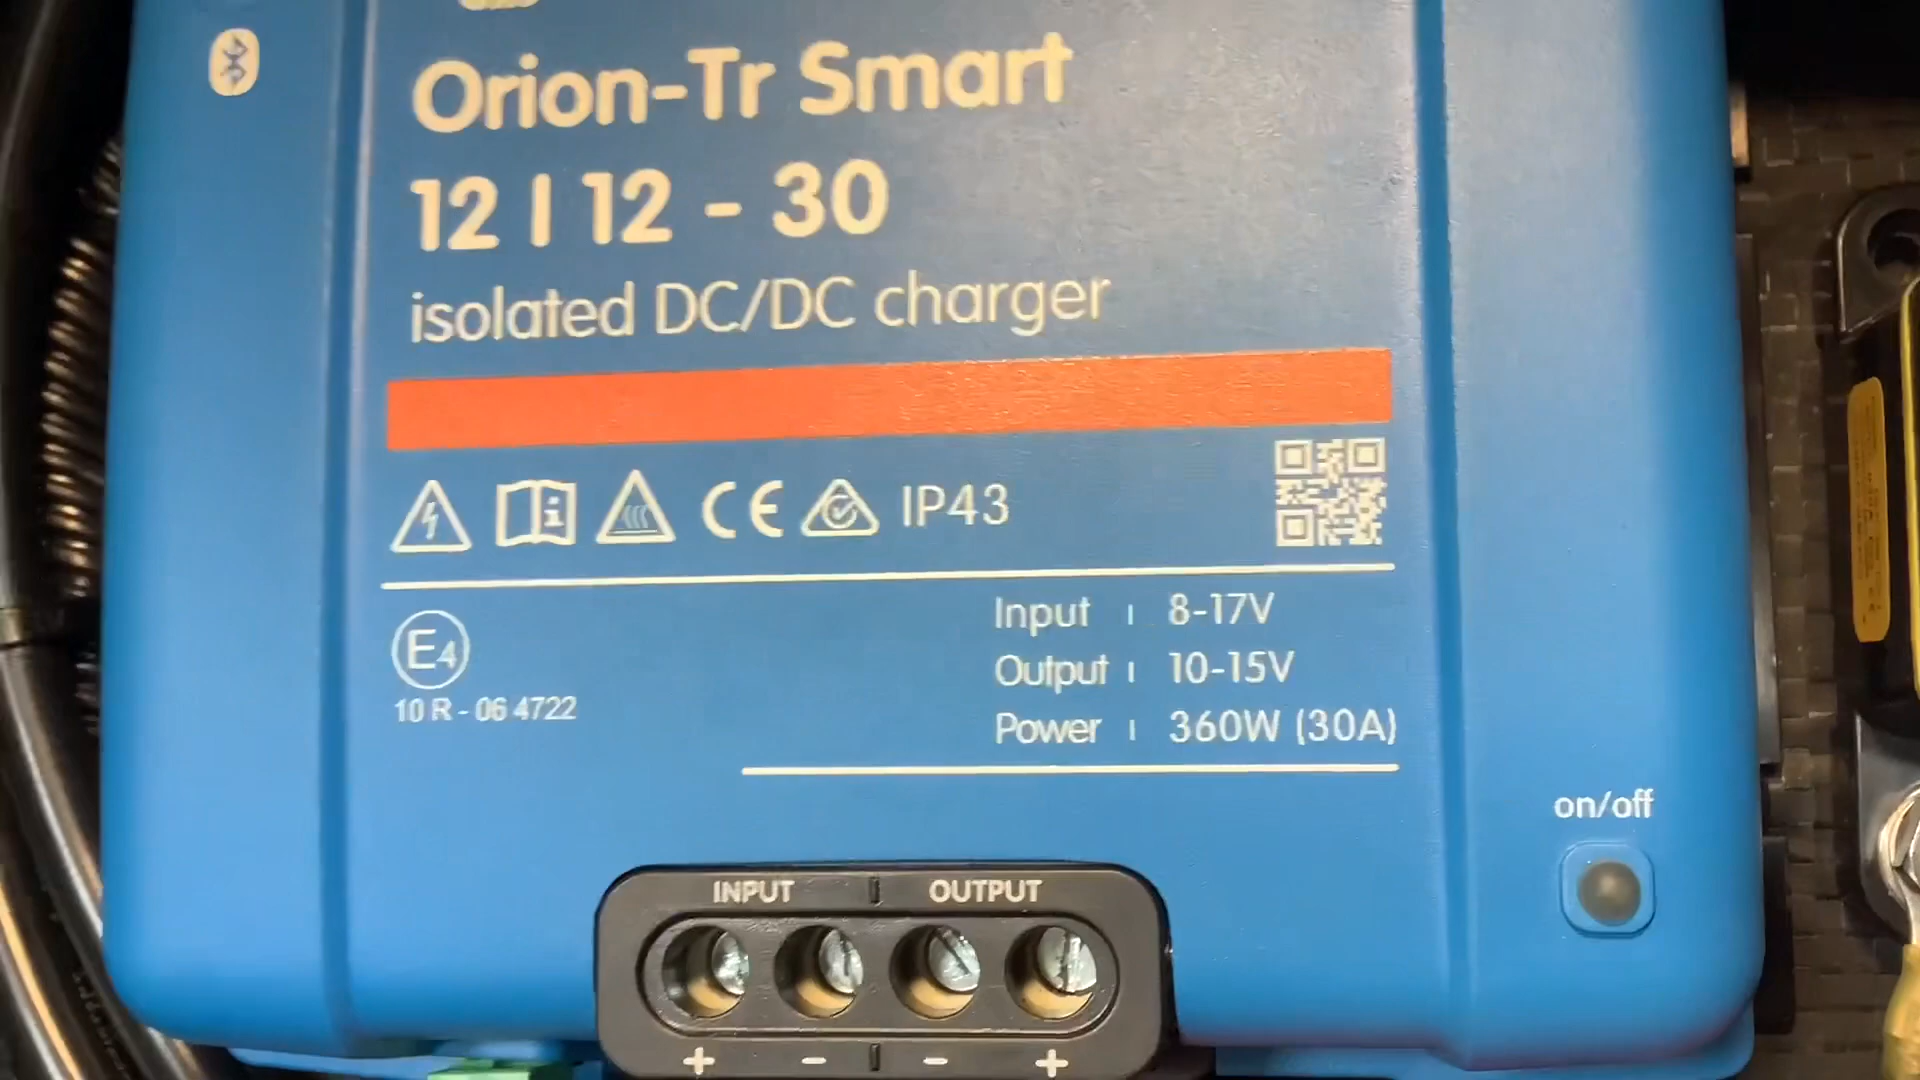 Orion-Tr Smart
12 | 12 - 30
isolated DC/DC charger
CE IP43
E4
10 R - 06 4722
Input | 8-17V
Output | 10-15V
Power | 360W (30A)
on/off
INPUT | OUTPUT
+ - | - +